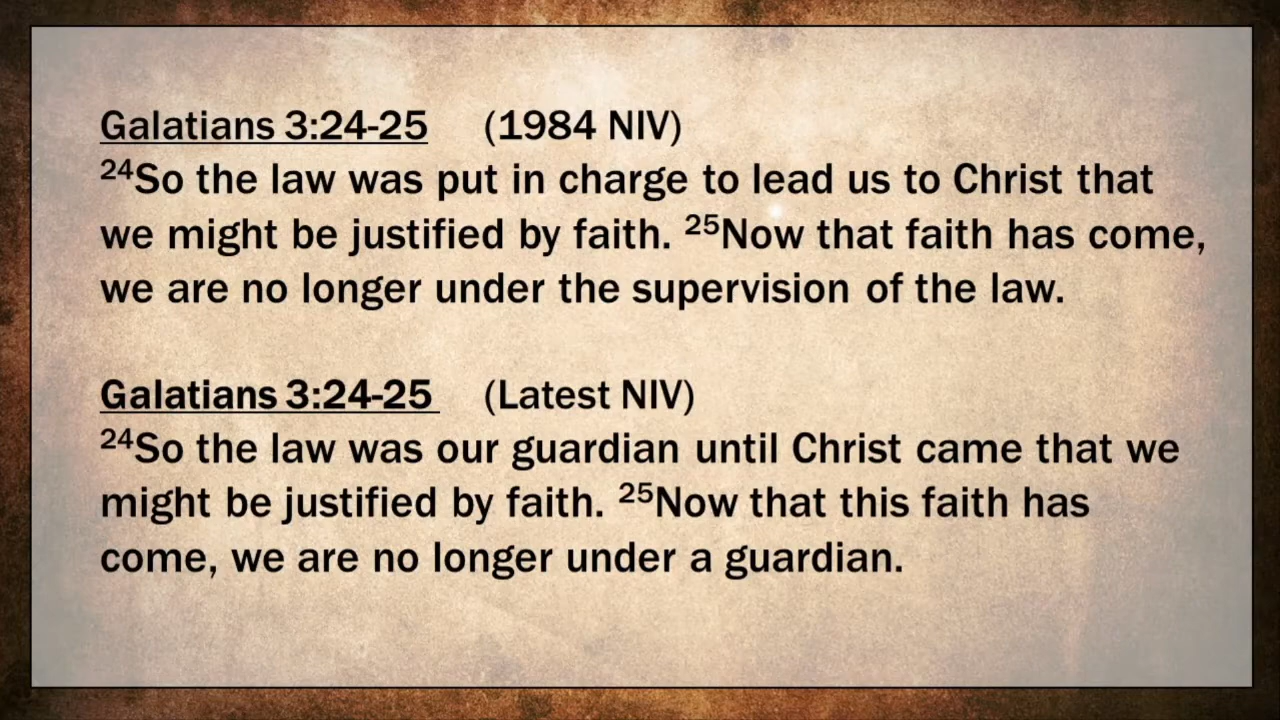 Galatians 3:24-25 (1984 NIV)
²⁴So the law was put in charge to lead us to Christ that
we might be justified by faith. ²⁵Now that faith has come,
we are no longer under the supervision of the law.
Galatians 3:24-25 (Latest NIV)
²⁴So the law was our guardian until Christ came that we
might be justified by faith. ²⁵Now that this faith has
come, we are no longer under a guardian.